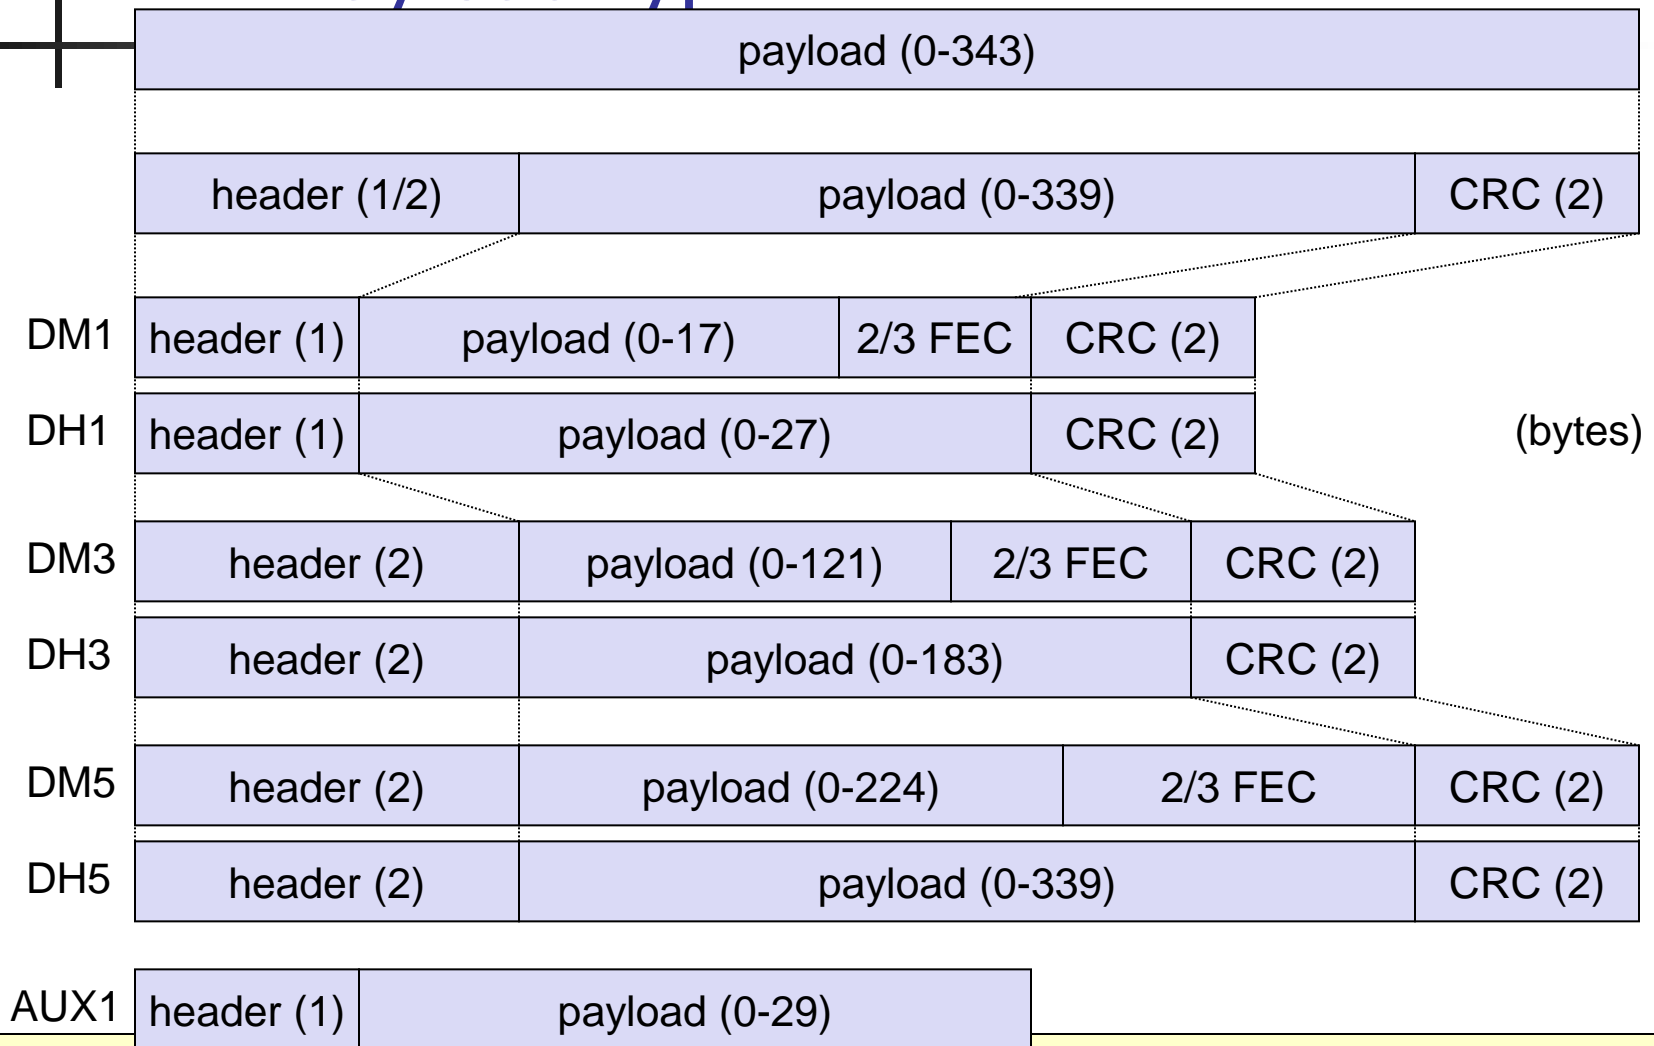 payload (0-343)
header (1/2) payload (0-339) CRC (2)
DM1 header (1) payload (0-17) 2/3 FEC CRC (2)
DH1 header (1) payload (0-27) CRC (2) (bytes)
DM3 header (2) payload (0-121) 2/3 FEC CRC (2)
DH3 header (2) payload (0-183) CRC (2)
DM5 header (2) payload (0-224) 2/3 FEC CRC (2)
DH5 header (2) payload (0-339) CRC (2)
AUX1 header (1) payload (0-29)